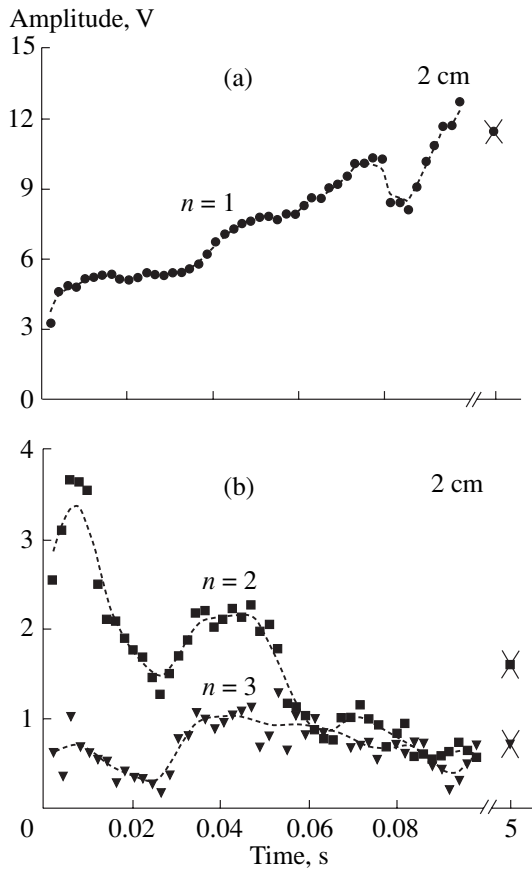 Amplitude, V
15
(a)
2 cm
12
9
n = 1
6
3
0
4
(b)
2 cm
3
n = 2
2
n = 3
1
0 0.02 0.04 0.06 0.08 5
Time, s